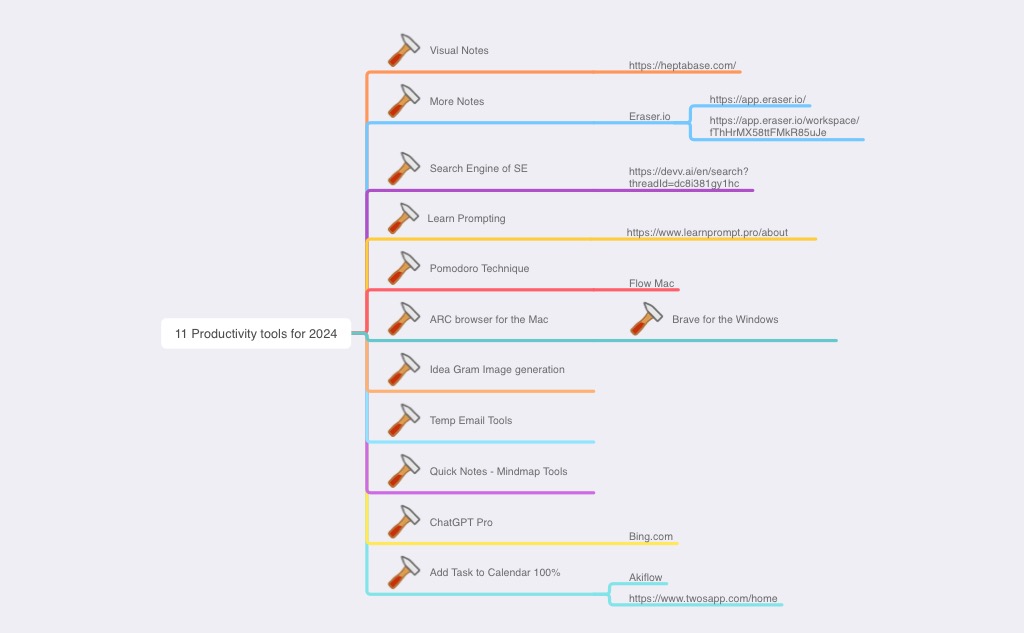 Visual Notes
https://heptabase.com/
More Notes
Eraser.io
https://app.eraser.io/
https://app.eraser.io/workspace/
fThHrMX58ttFMkR85uJe
Search Engine of SE
https://devv.ai/en/search?
threadId=dc8i381gy1hc
Learn Prompting
https://www.learnprompt.pro/about
Pomodoro Technique
Flow Mac
11 Productivity tools for 2024
ARC browser for the Mac
Brave for the Windows
Idea Gram Image generation
Temp Email Tools
Quick Notes - Mindmap Tools
ChatGPT Pro
Bing.com
Add Task to Calendar 100%
Akiflow
https://www.twosapp.com/home